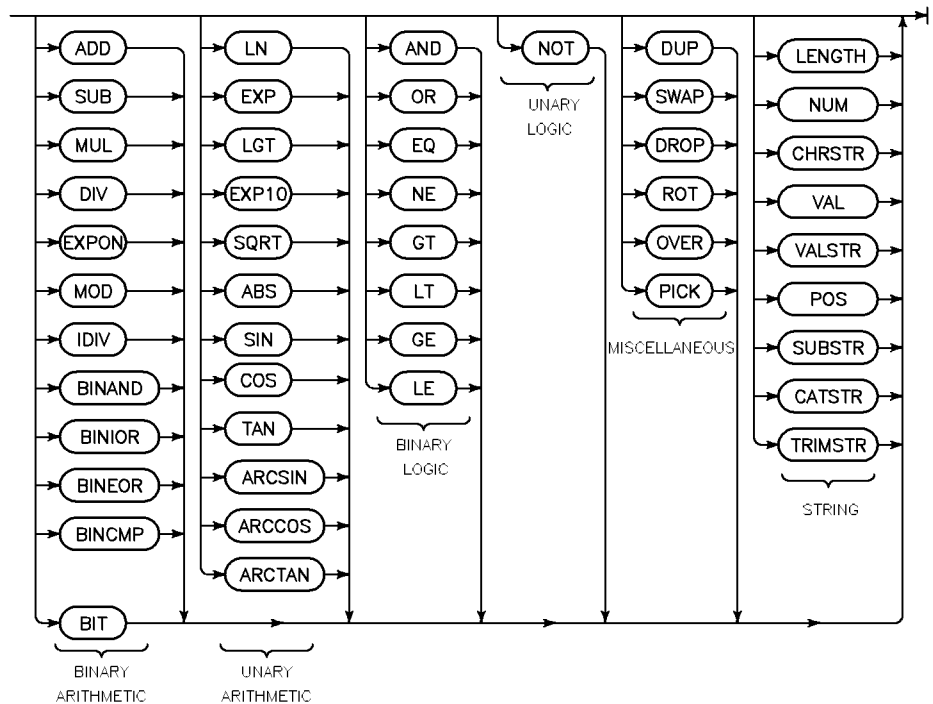 ADD
SUB
MUL
DIV
EXPON
MOD
IDIV
BINAND
BINIOR
BINEOR
BINCMP
BIT
BINARY
ARITHMETIC
LN
EXP
LGT
EXP10
SQRT
ABS
SIN
COS
TAN
ARCSIN
ARCCOS
ARCTAN
UNARY
ARITHMETIC
AND
OR
EQ
NE
GT
LT
GE
LE
BINARY
LOGIC
NOT
UNARY
LOGIC
DUP
SWAP
DROP
ROT
OVER
PICK
MISCELLANEOUS
LENGTH
NUM
CHRSTR
VAL
VALSTR
POS
SUBSTR
CATSTR
TRIMSTR
STRING